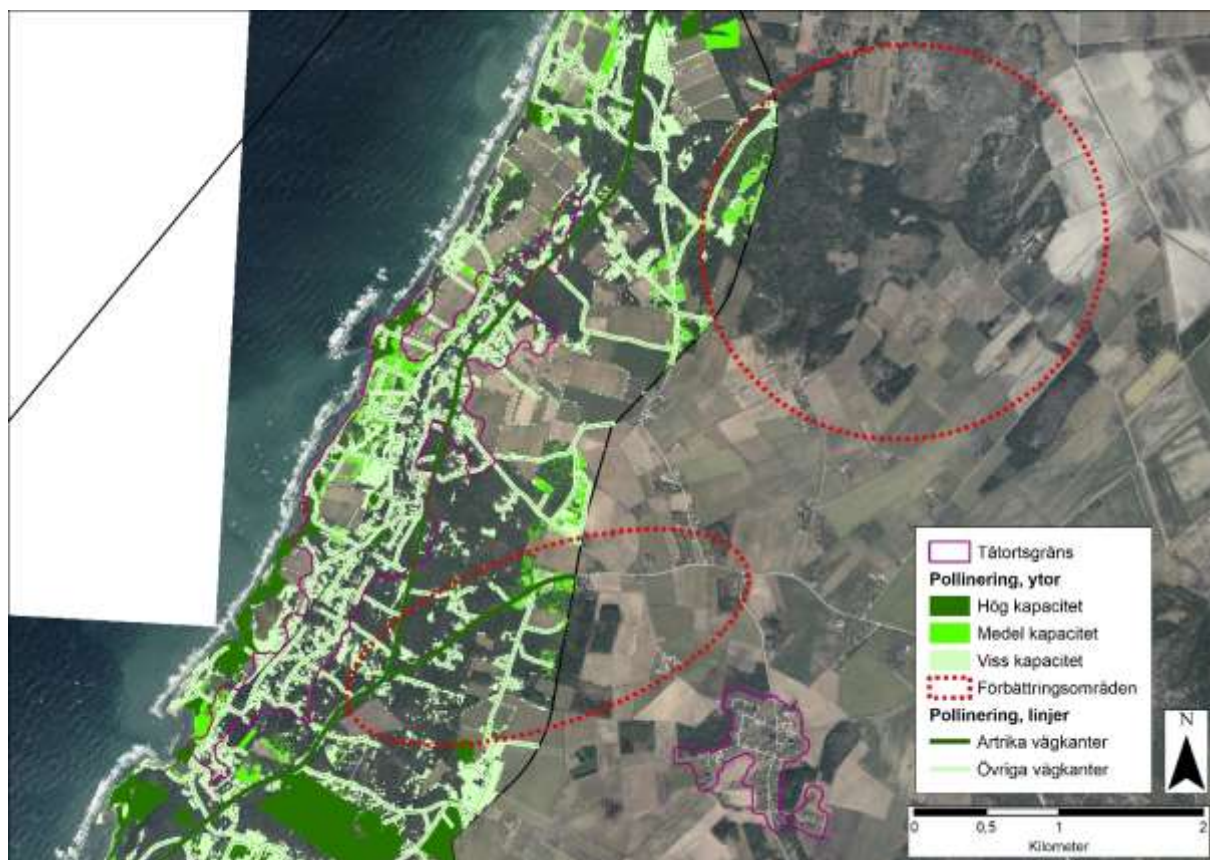 Tätortsgräns
Pollinering, ytor
Hög kapacitet
Medel kapacitet
Viss kapacitet
Förbättringsområden
Pollinering, linjer
Artrika vägkanter
Övriga vägkanter
N
0 0,5 1 2
Kilometer